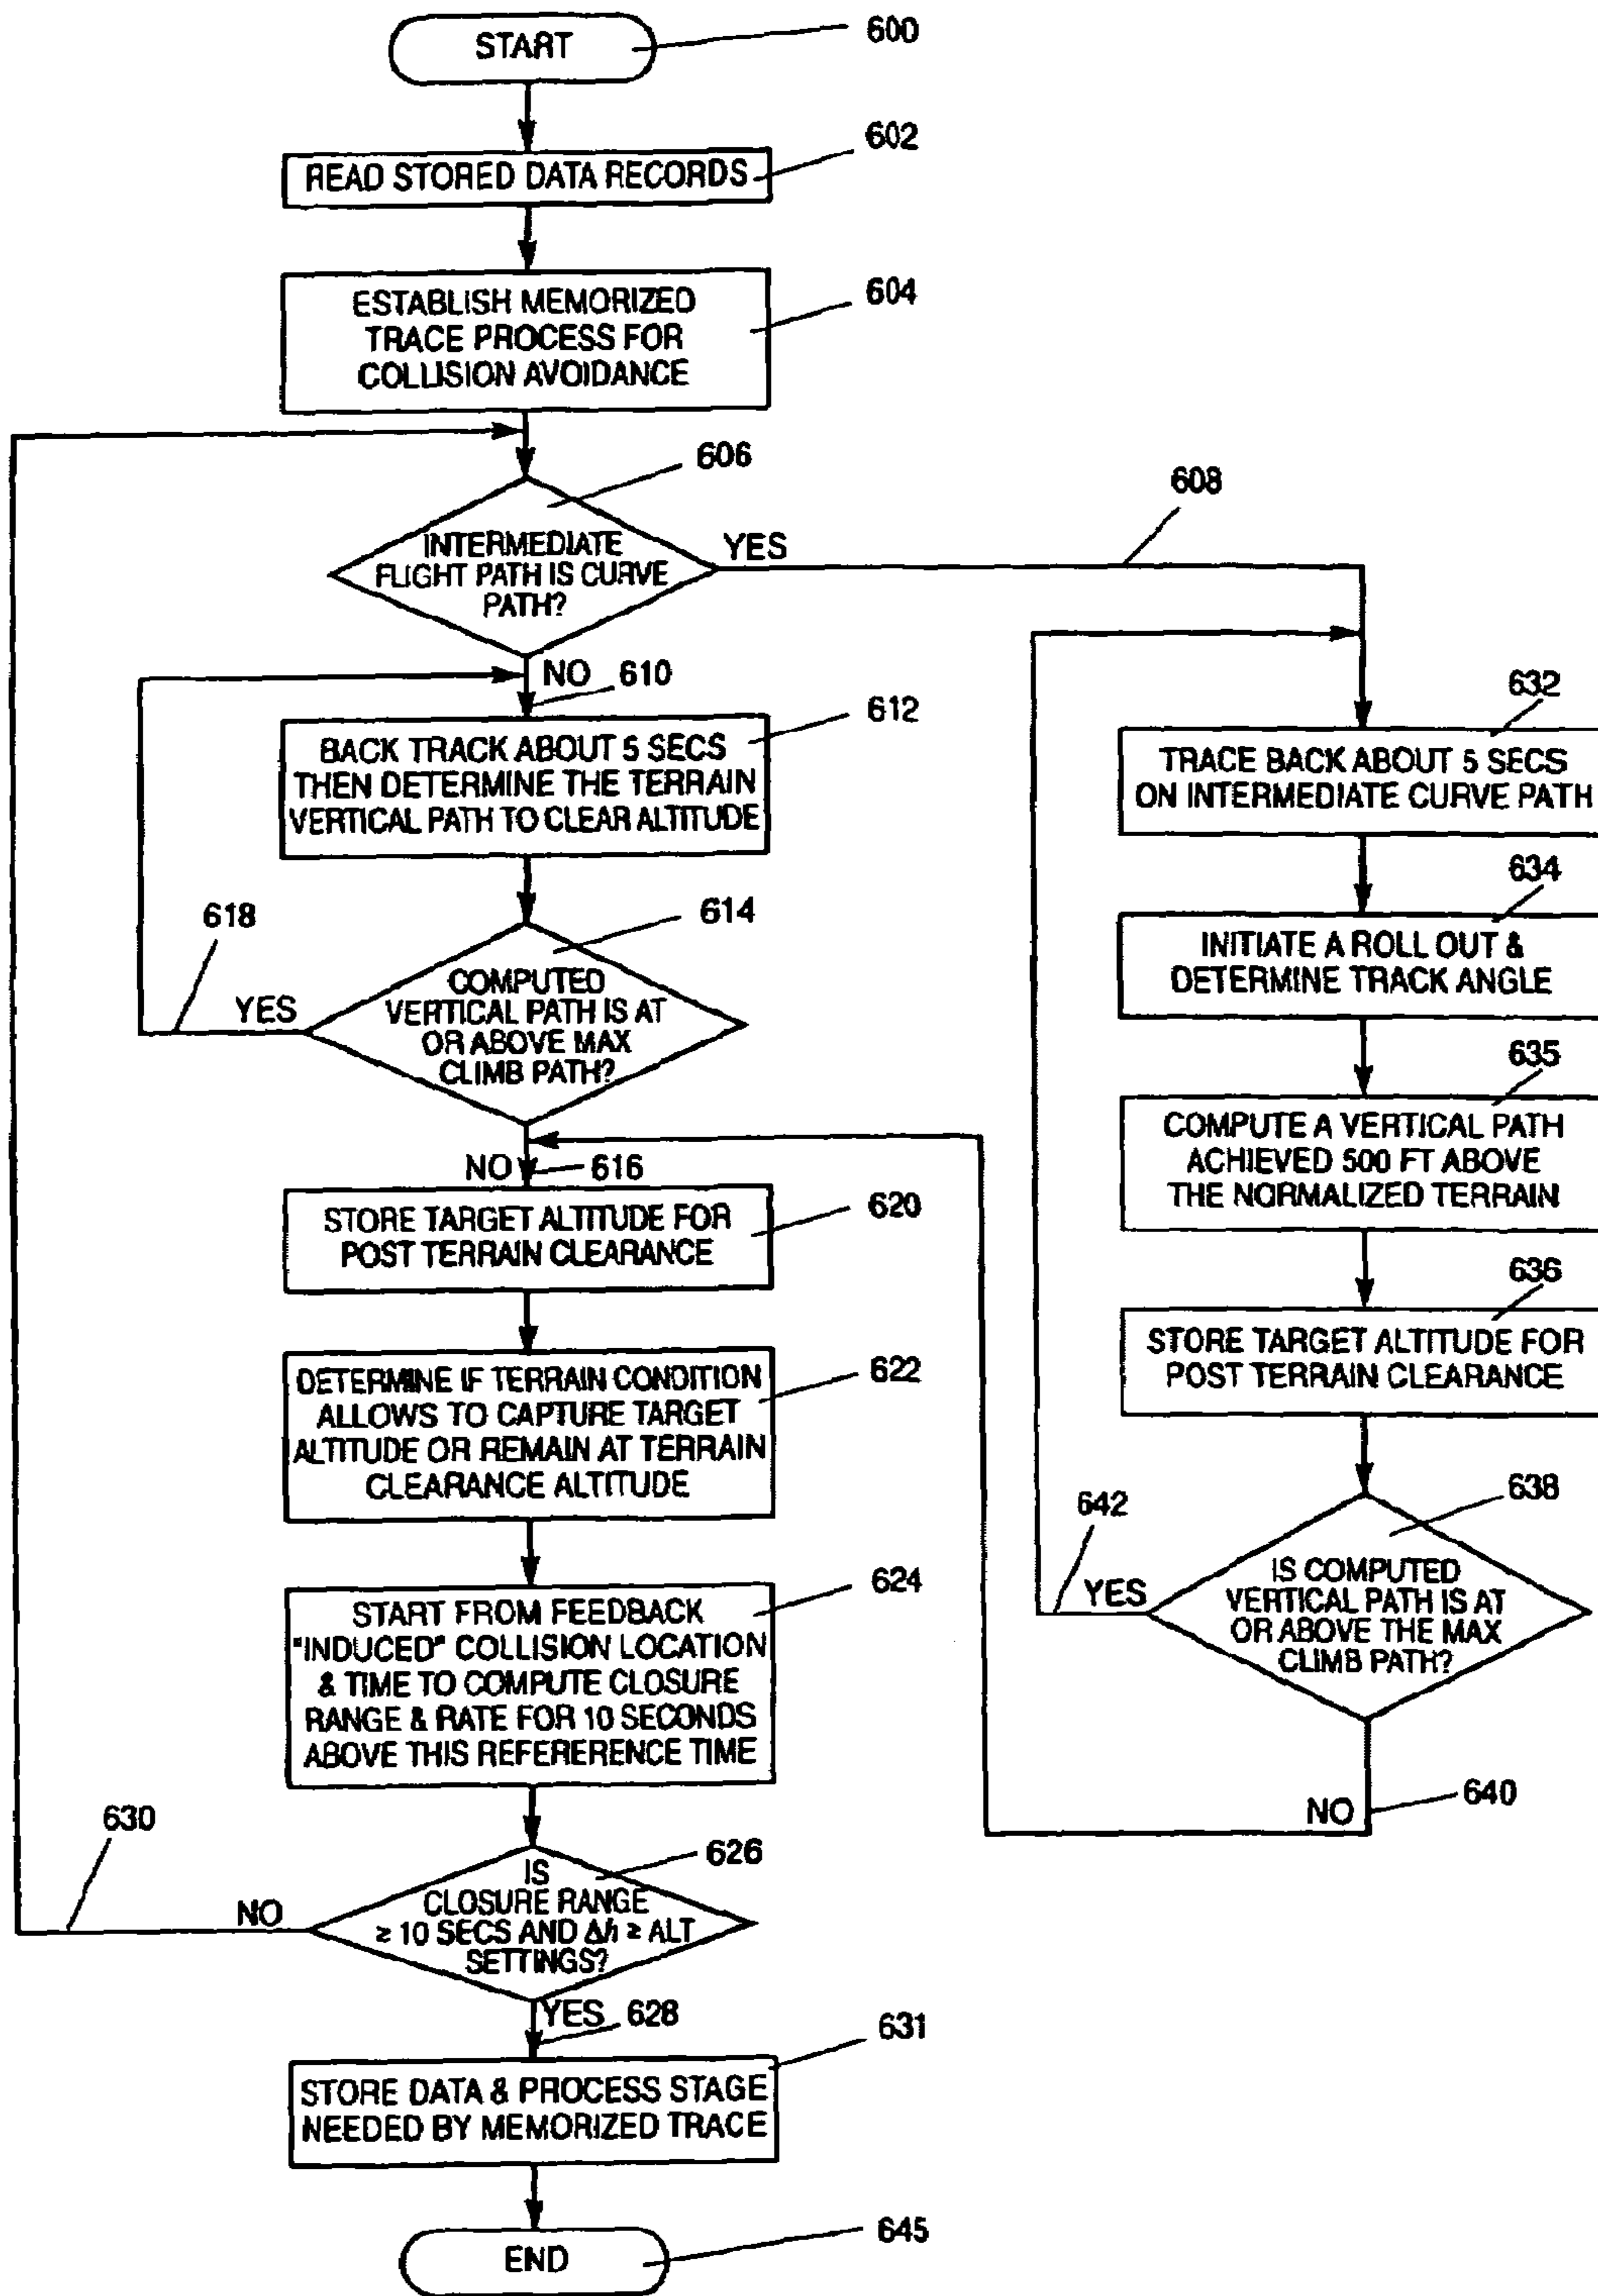 START
600
602
READ STORED DATA RECORDS
604
ESTABLISH MEMORIZED
TRACE PROCESS FOR
COLLISION AVOIDANCE
606
INTERMEDIATE
FLIGHT PATH IS CURVE
PATH?
YES
608
NO
610
612
BACK TRACK ABOUT 5 SECS
THEN DETERMINE THE TERRAIN
VERTICAL PATH TO CLEAR ALTITUDE
614
618
YES
COMPUTED
VERTICAL PATH IS AT
OR ABOVE MAX
CLIMB PATH?
NO
616
620
STORE TARGET ALTITUDE FOR
POST TERRAIN CLEARANCE
622
DETERMINE IF TERRAIN CONDITION
ALLOWS TO CAPTURE TARGET
ALTITUDE OR REMAIN AT TERRAIN
CLEARANCE ALTITUDE
624
START FROM FEEDBACK
"INDUCED" COLLISION LOCATION
& TIME TO COMPUTE CLOSURE
RANGE & RATE FOR 10 SECONDS
ABOVE THIS REFERERENCE TIME
626
630
NO
IS
CLOSURE RANGE
≥ 10 SECS AND Δh ≥ ALT
SETTINGS?
YES
628
631
STORE DATA & PROCESS STAGE
NEEDED BY MEMORIZED TRACE
END
645
632
TRACE BACK ABOUT 5 SECS
ON INTERMEDIATE CURVE PATH
634
INITIATE A ROLL OUT &
DETERMINE TRACK ANGLE
635
COMPUTE A VERTICAL PATH
ACHIEVED 500 FT ABOVE
THE NORMALIZED TERRAIN
636
STORE TARGET ALTITUDE FOR
POST TERRAIN CLEARANCE
638
642
YES
IS COMPUTED
VERTICAL PATH IS AT
OR ABOVE THE MAX
CLIMB PATH?
NO
640